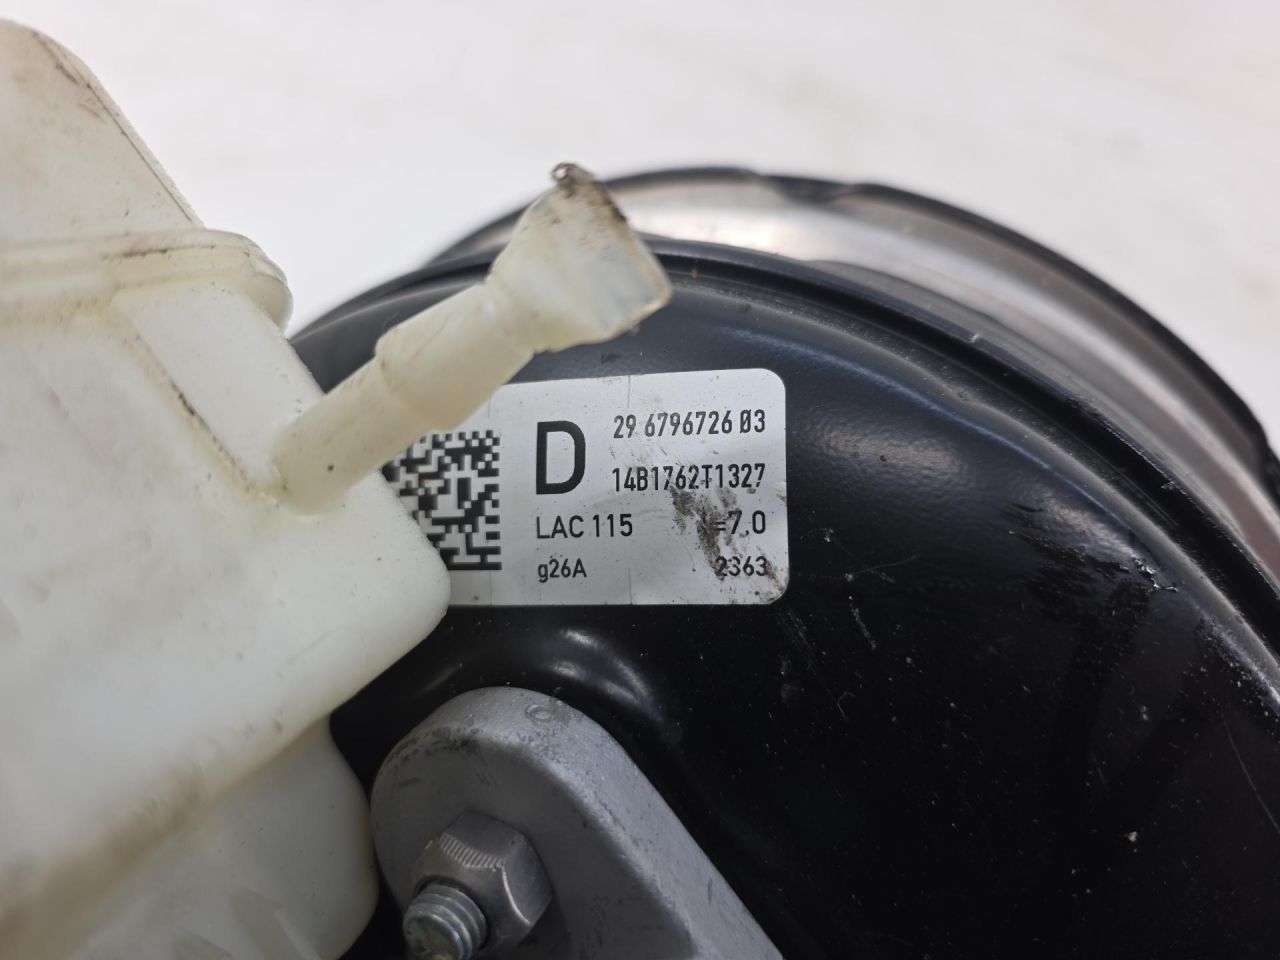 D 29 6796726 03
14B1762T1327
LAC 115 =7.0
g26A 2363